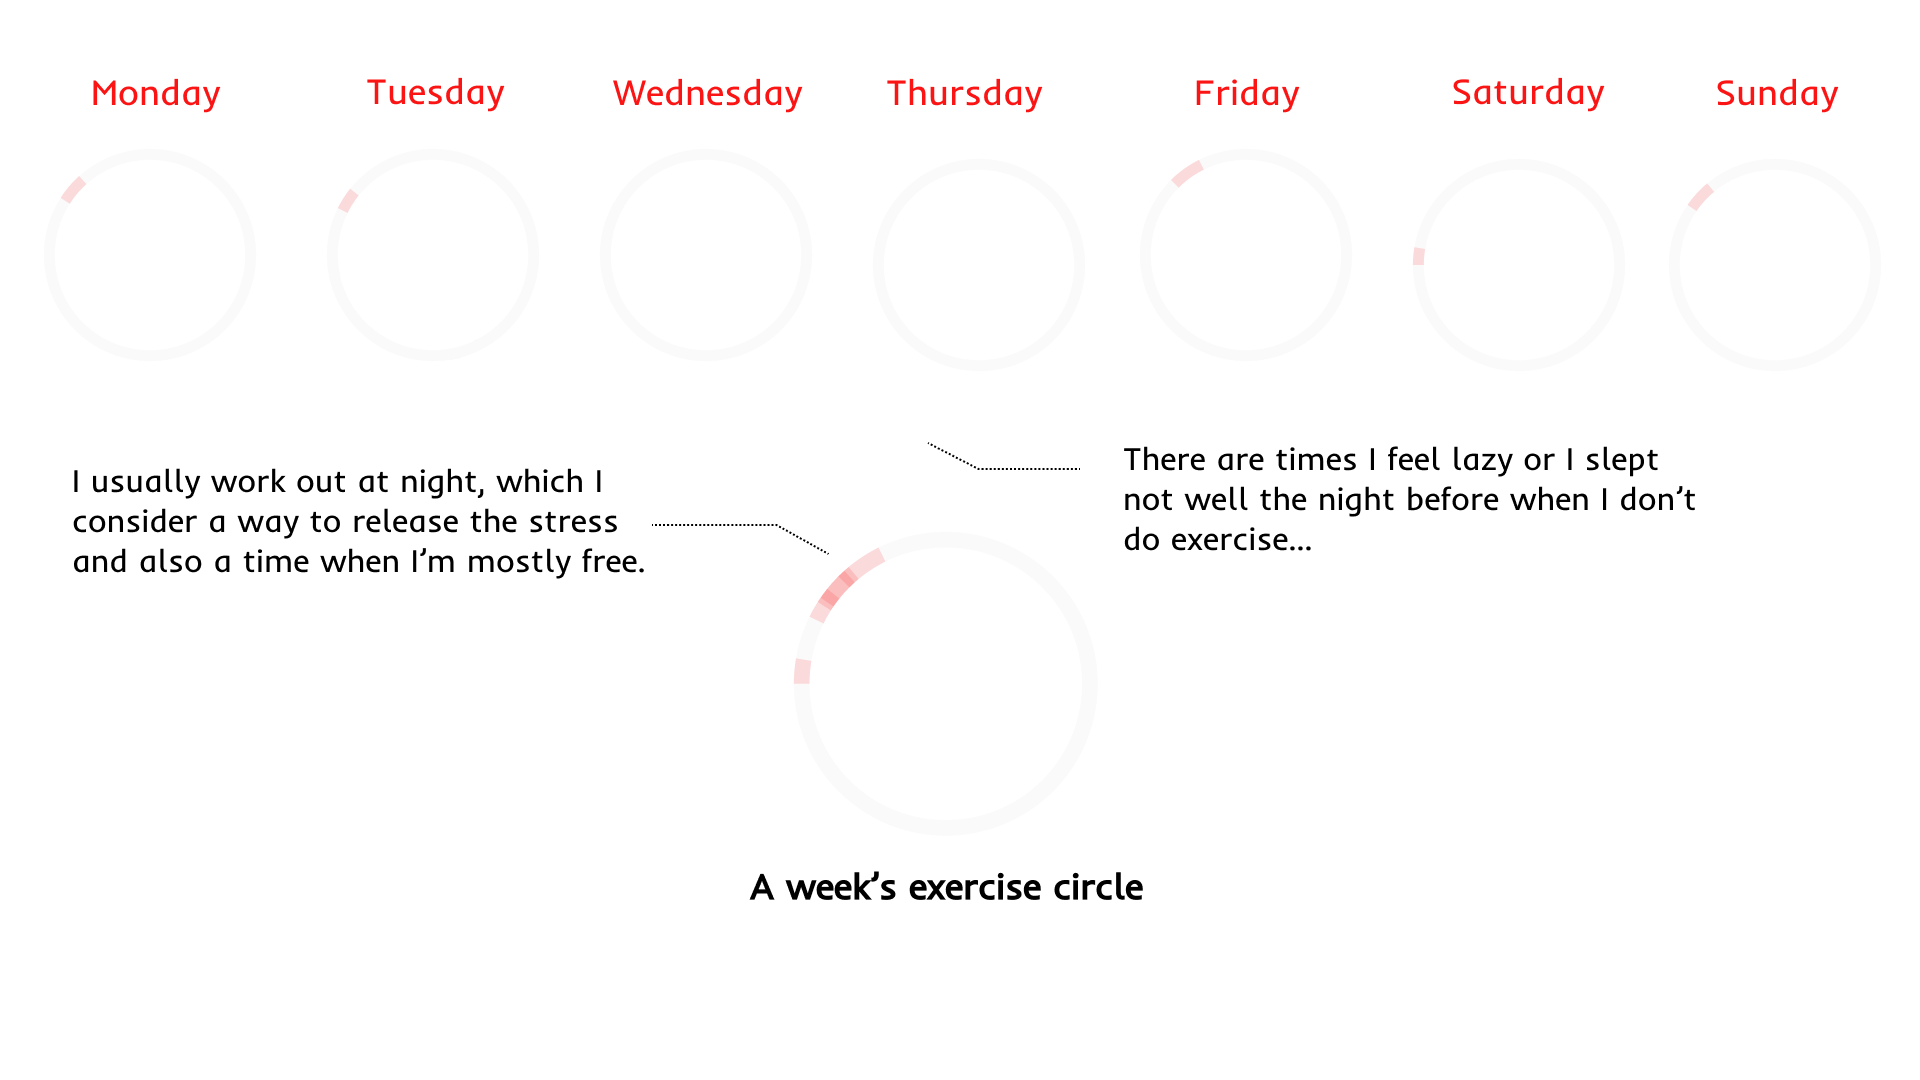 Monday
Tuesday
Wednesday
Thursday
Friday
Saturday
Sunday
I usually work out at night, which I
consider a way to release the stress
and also a time when I’m mostly free.
There are times I feel lazy or I slept
not well the night before when I don’t
do exercise...
A week’s exercise circle